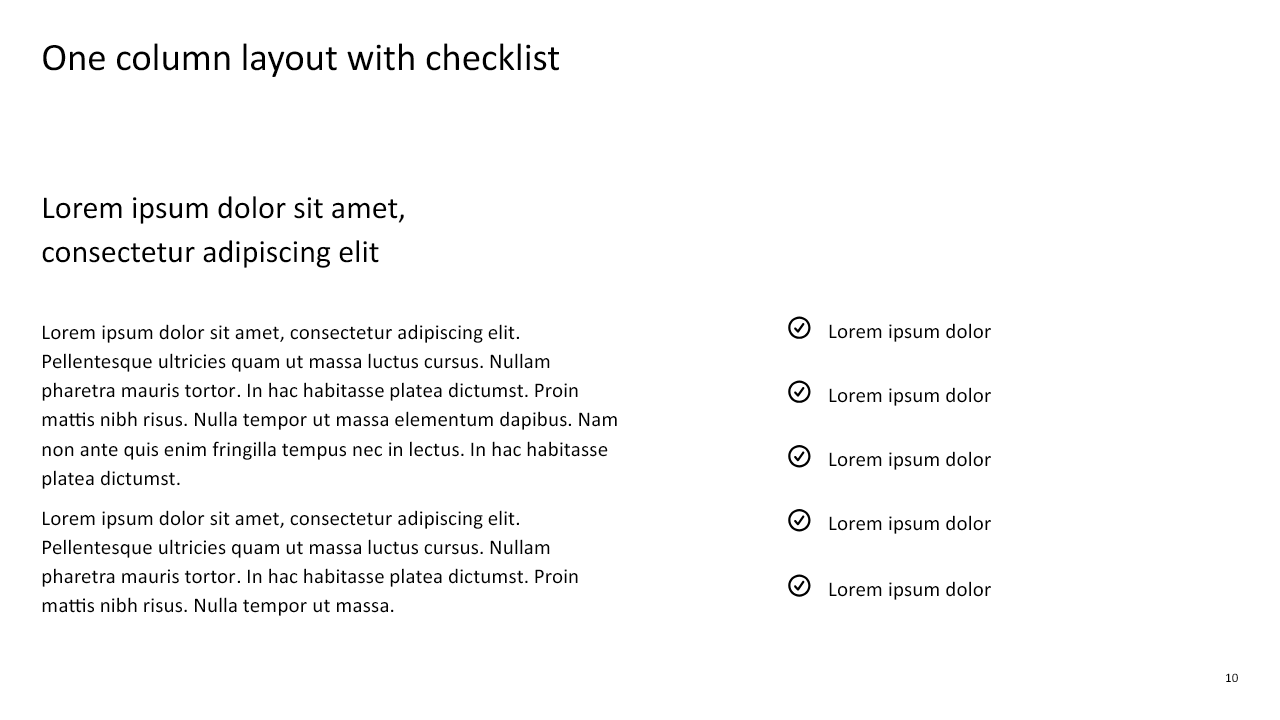 One column layout with checklist
Lorem ipsum dolor sit amet,
consectetur adipiscing elit
Lorem ipsum dolor sit amet, consectetur adipiscing elit.
Pellentesque ultricies quam ut massa luctus cursus. Nullam
pharetra mauris tortor. In hac habitasse platea dictumst. Proin
mattis nibh risus. Nulla tempor ut massa elementum dapibus. Nam
non ante quis enim fringilla tempus nec in lectus. In hac habitasse
platea dictumst.
Lorem ipsum dolor sit amet, consectetur adipiscing elit.
Pellentesque ultricies quam ut massa luctus cursus. Nullam
pharetra mauris tortor. In hac habitasse platea dictumst. Proin
mattis nibh risus. Nulla tempor ut massa.
Lorem ipsum dolor
Lorem ipsum dolor
Lorem ipsum dolor
Lorem ipsum dolor
Lorem ipsum dolor
10